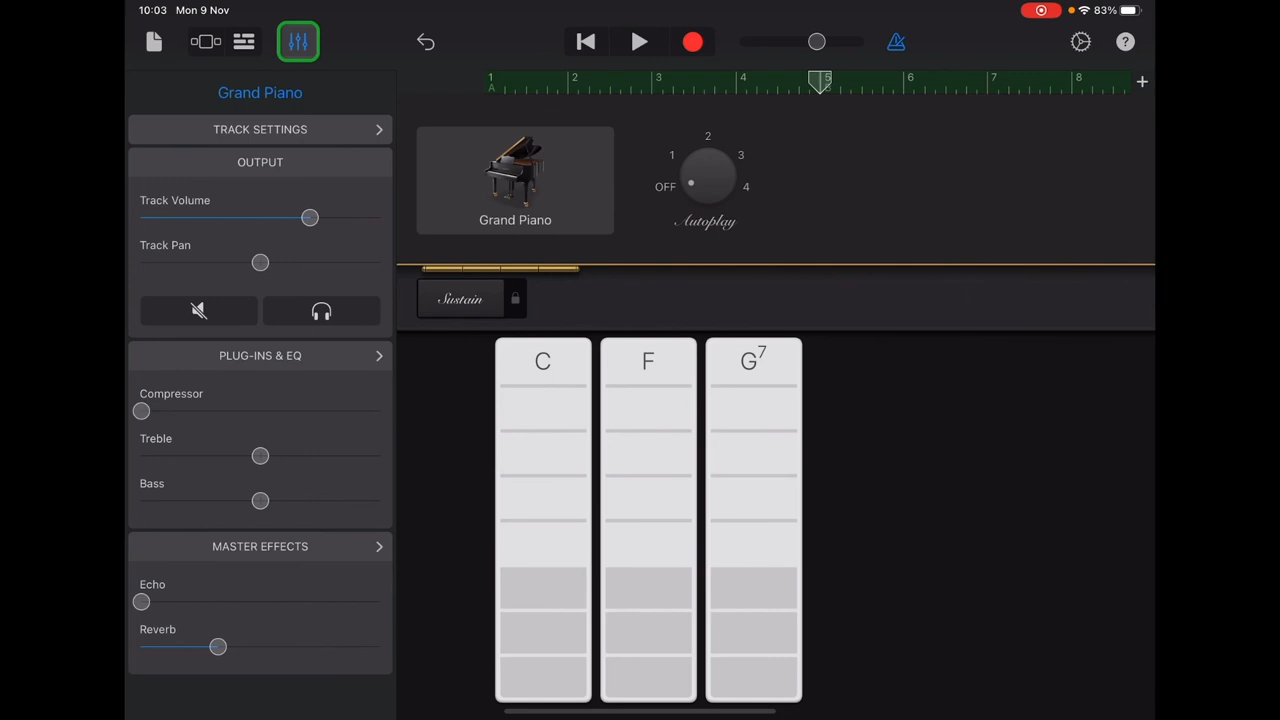 10:03 Mon 9 Nov
83%
Grand Piano
1 2 3 4 5 6 7 8
A
TRACK SETTINGS
OUTPUT
Track Volume
Track Pan
Grand Piano
OFF 1 2 3 4
Autoplay
Sustain
PLUG-INS & EQ
Compressor
Treble
Bass
MASTER EFFECTS
Echo
Reverb
C F G7